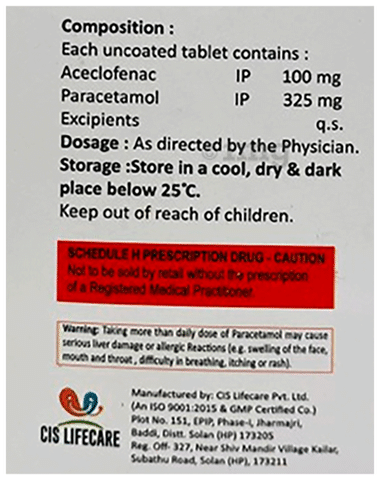 Composition :
Each uncoated tablet contains :
Aceclofenac IP 100 mg
Paracetamol IP 325 mg
Excipients q.s.
Dosage : As directed by the Physician.
Storage :Store in a cool, dry & dark
place below 25°C.
Keep out of reach of children.
SCHEDULE H PRESCRIPTION DRUG - CAUTION
Not to be sold by retail without the prescription
of a Registered Medical Practitioner.
Warning: Taking more than daily dose of Paracetamol may cause
serious liver damage or allergic Reactions (e.g. swelling of the face,
mouth and throat , difficulty in breathing, itching or rash).
CIS LIFECARE
Manufactured by: CIS Lifecare Pvt. Ltd.
(An ISO 9001:2015 & GMP Certified Co.)
Plot No. 151, EPIP, Phase-I, Jharmajri,
Baddi, Distt. Solan (HP) 173205
Reg. Off- 327, Near Shiv Mandir Village Kailar,
Subathu Road, Solan (HP), 173211